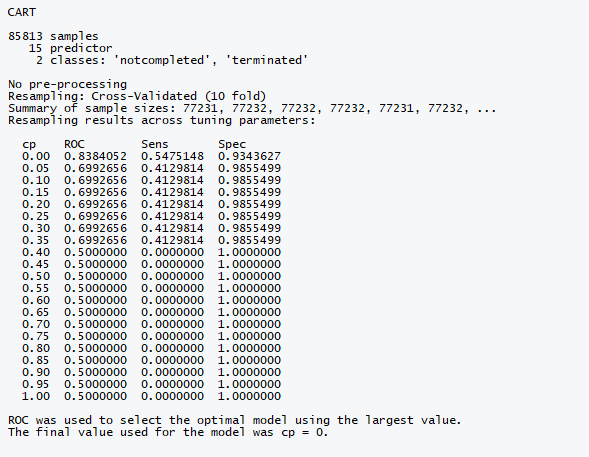 CART
85813 samples
15 predictor
2 classes: 'notcompleted', 'terminated'
No pre-processing
Resampling: Cross-Validated (10 fold)
Summary of sample sizes: 77231, 77232, 77232, 77232, 77231, 77232, ...
Resampling results across tuning parameters:
cp ROC Sens Spec
0.00 0.8384052 0.5475148 0.9343627
0.05 0.6992656 0.4129814 0.9855499
0.10 0.6992656 0.4129814 0.9855499
0.15 0.6992656 0.4129814 0.9855499
0.20 0.6992656 0.4129814 0.9855499
0.25 0.6992656 0.4129814 0.9855499
0.30 0.6992656 0.4129814 0.9855499
0.35 0.6992656 0.4129814 0.9855499
0.40 0.5000000 0.0000000 1.0000000
0.45 0.5000000 0.0000000 1.0000000
0.50 0.5000000 0.0000000 1.0000000
0.55 0.5000000 0.0000000 1.0000000
0.60 0.5000000 0.0000000 1.0000000
0.65 0.5000000 0.0000000 1.0000000
0.70 0.5000000 0.0000000 1.0000000
0.75 0.5000000 0.0000000 1.0000000
0.80 0.5000000 0.0000000 1.0000000
0.85 0.5000000 0.0000000 1.0000000
0.90 0.5000000 0.0000000 1.0000000
0.95 0.5000000 0.0000000 1.0000000
1.00 0.5000000 0.0000000 1.0000000
ROC was used to select the optimal model using the largest value.
The final value used for the model was cp = 0.